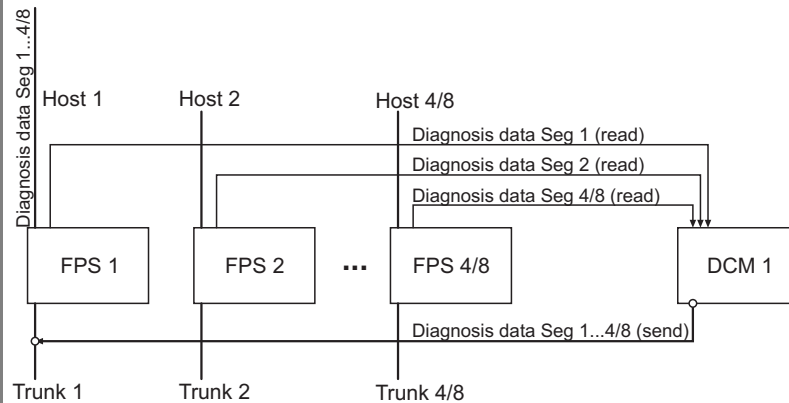 Diagnosis data Seg 1...4/8
Host 1
Host 2
Host 4/8
Diagnosis data Seg 1 (read)
Diagnosis data Seg 2 (read)
Diagnosis data Seg 4/8 (read)
FPS 1
FPS 2
...
FPS 4/8
DCM 1
Diagnosis data Seg 1...4/8 (send)
Trunk 1
Trunk 2
Trunk 4/8